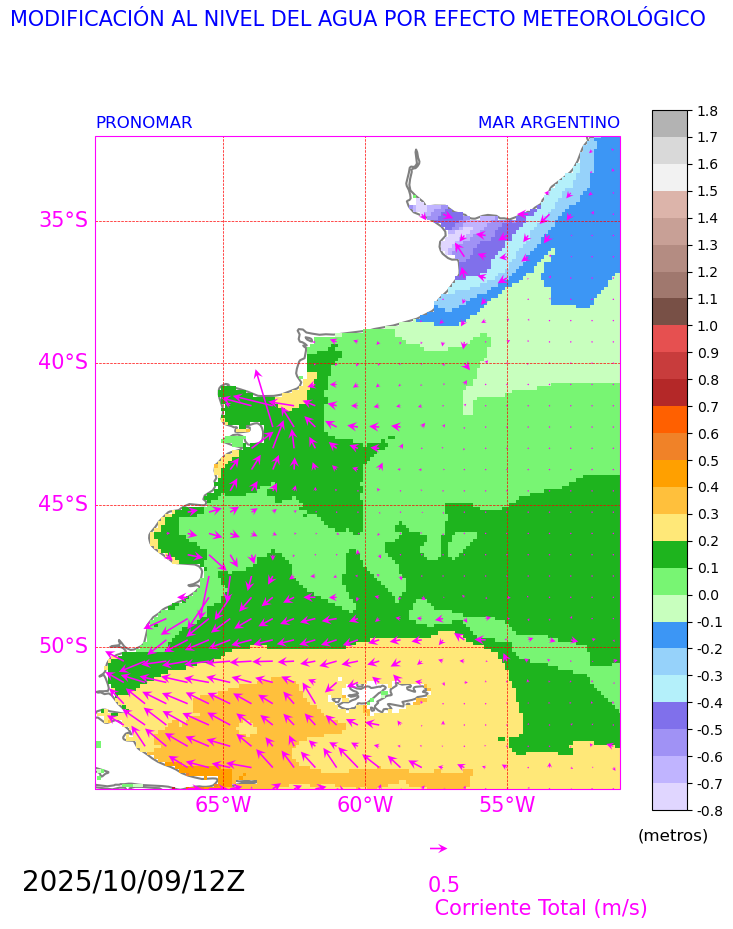 MODIFICACIÓN AL NIVEL DEL AGUA POR EFECTO METEOROLÓGICO
PRONOMAR MAR ARGENTINO
35°S
40°S
45°S
50°S
65°W 60°W 55°W
1.8
1.7
1.6
1.5
1.4
1.3
1.2
1.1
1.0
0.9
0.8
0.7
0.6
0.5
0.4
0.3
0.2
0.1
0.0
-0.1
-0.2
-0.3
-0.4
-0.5
-0.6
-0.7
-0.8
(metros)
2025/10/09/12Z
0.5
Corriente Total (m/s)